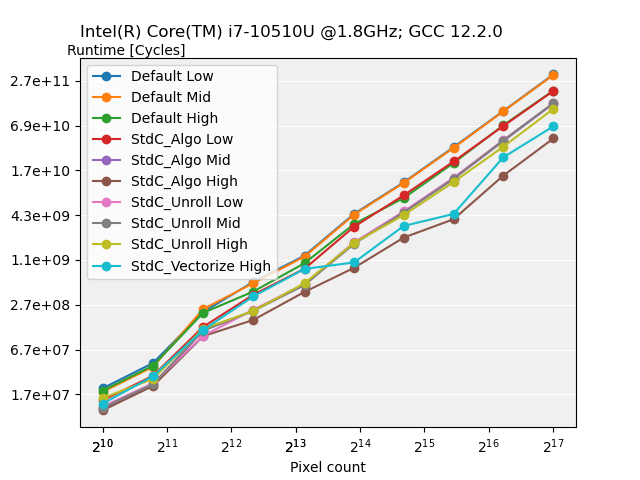 Intel(R) Core(TM) i7-10510U @1.8GHz; GCC 12.2.0
Runtime [Cycles]
Default Low
Default Mid
Default High
StdC_Algo Low
StdC_Algo Mid
StdC_Algo High
StdC_Unroll Low
StdC_Unroll Mid
StdC_Unroll High
StdC_Vectorize High
2.7e+11
6.9e+10
1.7e+10
4.3e+09
1.1e+09
2.7e+08
6.7e+07
1.7e+07
2^10 2^11 2^12 2^13 2^14 2^15 2^16 2^17
Pixel count